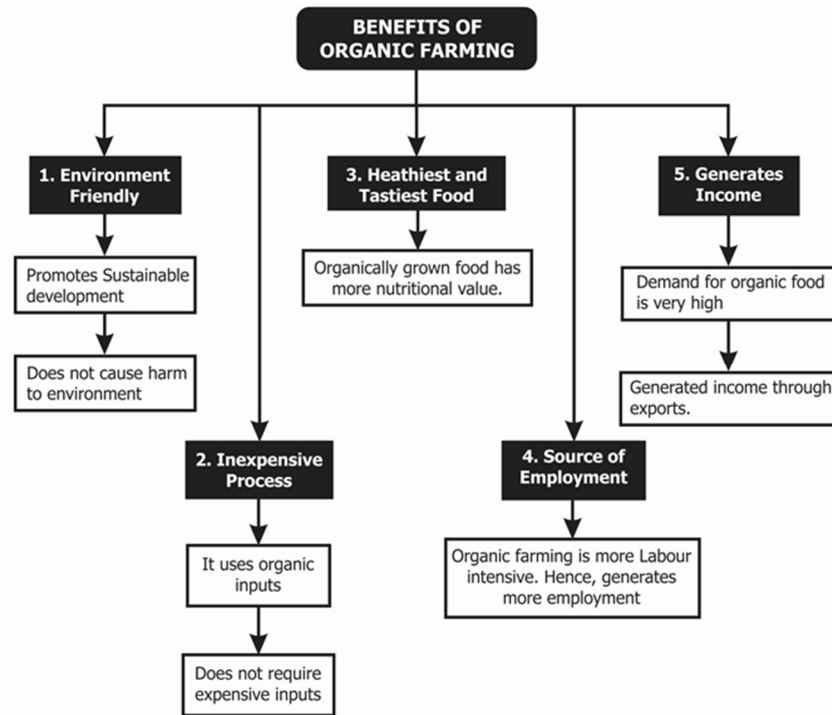 BENEFITS OF
ORGANIC FARMING
1. Environment
Friendly
Promotes Sustainable
development
Does not cause harm
to environment
2. Inexpensive
Process
It uses organic
inputs
Does not require
expensive inputs
3. Heathiest and
Tastiest Food
Organically grown food has
more nutritional value.
4. Source of
Employment
Organic farming is more Labour
intensive. Hence, generates
more employment
5. Generates
Income
Demand for organic food
is very high
Generated income through
exports.